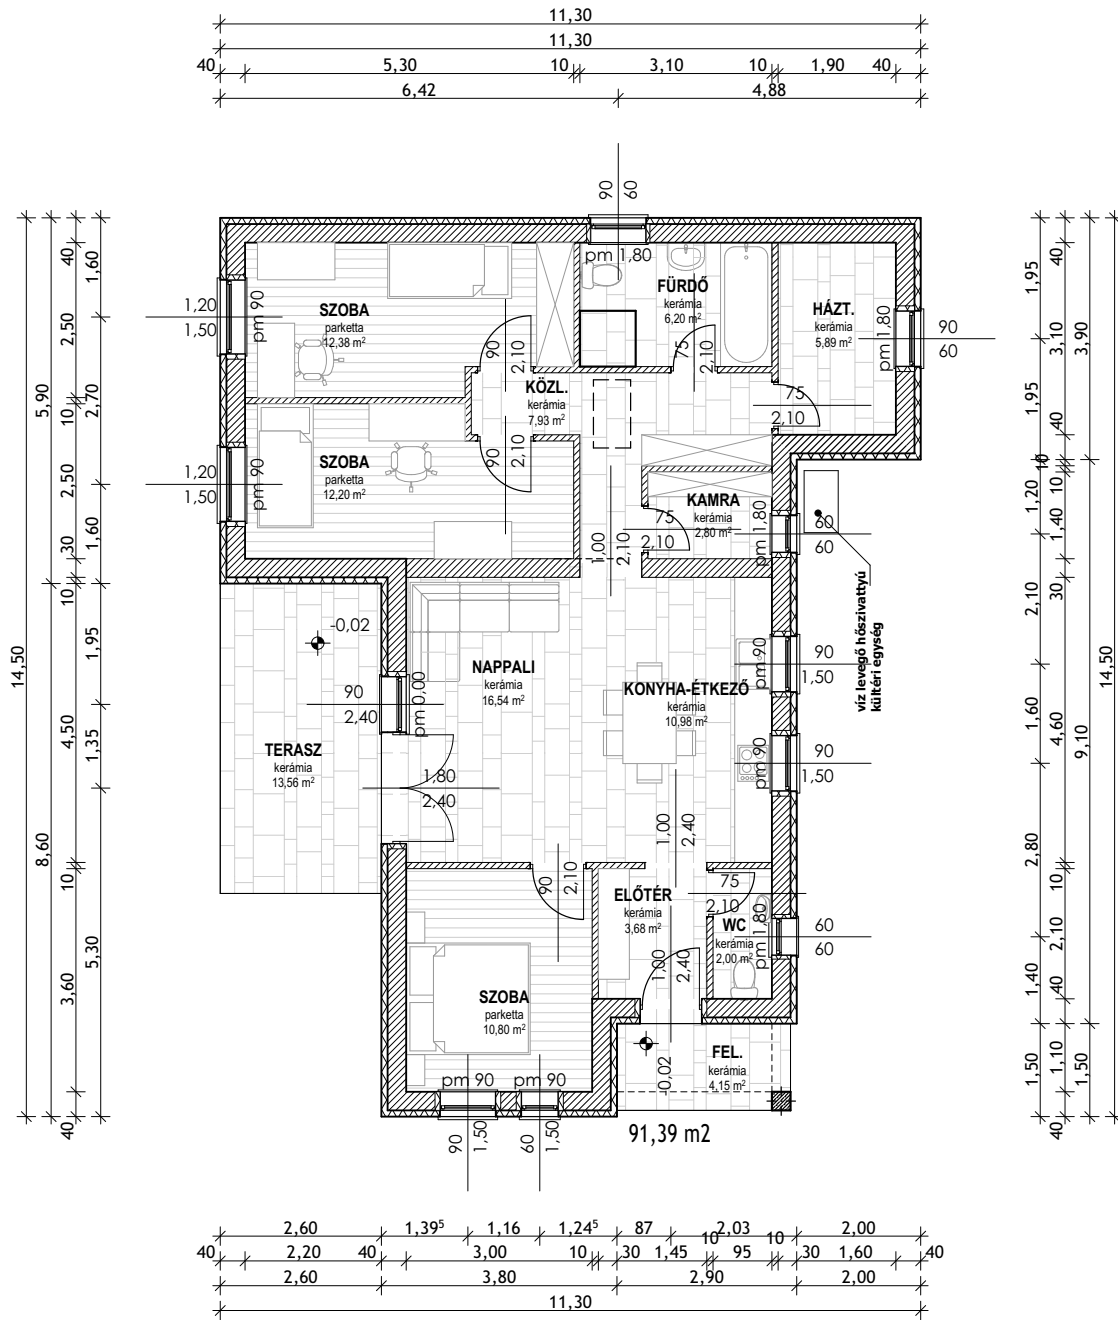 11,30
11,30
40 5,30 10 3,10 10 1,90 40
6,42 4,88
90
60
pm 1,80
SZOBA
parketta
12,38 m²
FÜRDŐ
kerámia
6,20 m²
HÁZT.
kerámia
5,89 m²
1,20
1,50
pm 90
pm 1,80
90
60
90
2,10
75
2,10
KÖZL.
kerámia
7,93 m²
75
2,10
SZOBA
parketta
12,20 m²
1,20
1,50
pm 90
90
2,10
KAMRA
kerámia
2,80 m²
75
2,10
pm 1,80
60
60
1,00
2,10
víz levegő hőszivattyú
kültéri egység
-0,02
NAPPALI
kerámia
16,54 m²
KONYHA-ÉTKEZŐ
kerámia
10,98 m²
pm 90
90
1,50
90
2,40
pm 0,00
TERASZ
kerámia
13,56 m²
1,80
2,40
pm 90
90
1,50
1,00
2,40
90
2,10
ELŐTÉR
kerámia
3,68 m²
75
2,10
WC
kerámia
2,00 m²
pm 1,80
60
60
1,00
2,40
SZOBA
parketta
10,80 m²
FEL.
kerámia
4,15 m²
-0,02
pm 90 pm 90
90
1,50
60
1,50
91,39 m2
14,50
5,90
8,60
40
2,50
10
2,50
30
10
4,50
10
3,60
40
1,60
2,70
1,60
1,95
1,35
5,30
1,95
1,95
1,20
2,10
1,60
2,80
1,40
1,50
40
3,10
40
10
10
1,40
30
4,60
10
2,10
40
1,10
40
3,90
9,10
1,50
14,50
2,60 1,39⁵ 1,16 1,24⁵ 87 2,03 2,00
40 2,20 40 3,00 10 30 1,45 10 95 10 30 1,60 40
2,60 3,80 2,90 2,00
11,30